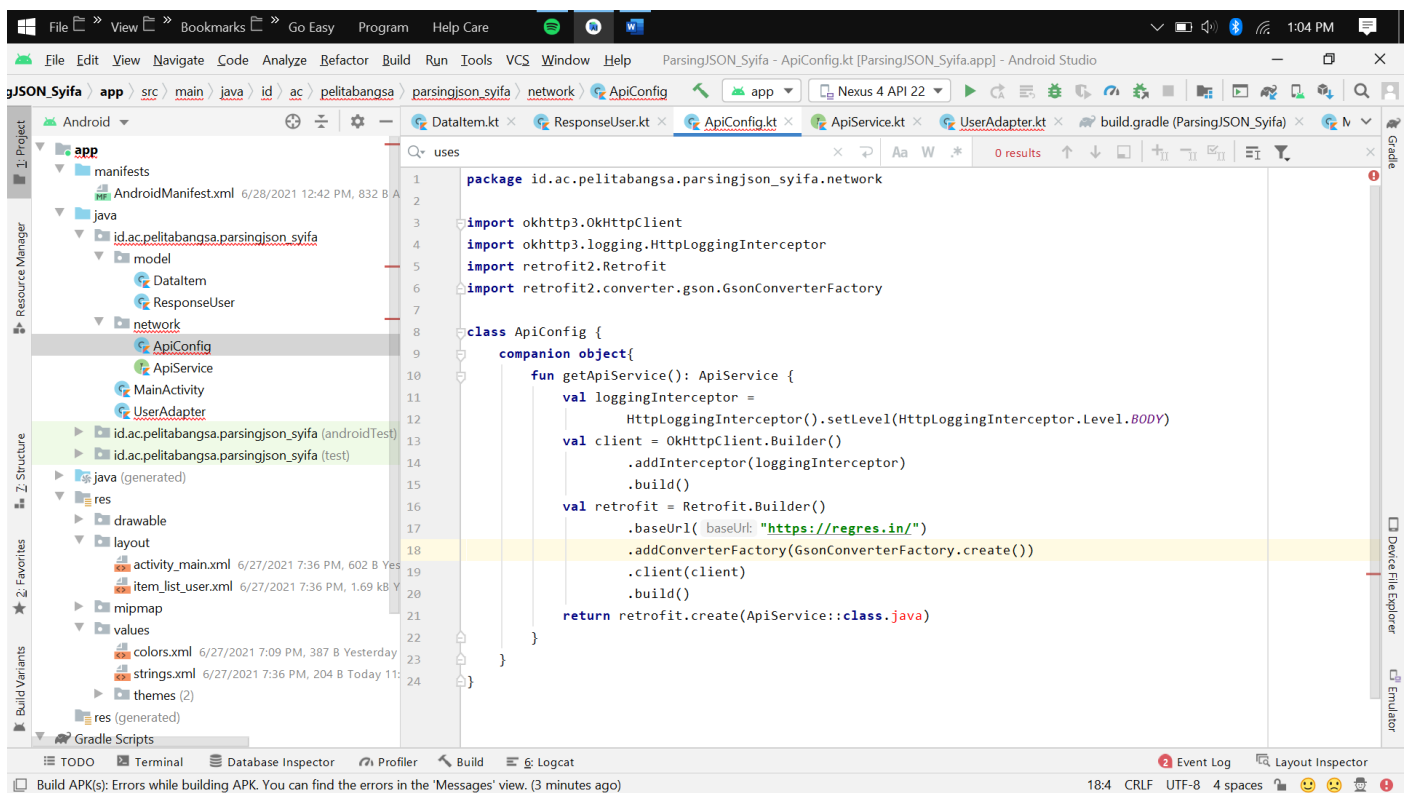 File » View » Bookmarks » Go Easy Program Help Care 1:04 PM
File Edit View Navigate Code Analyze Refactor Build Run Tools VCS Window Help ParsingJSON_Syifa - ApiConfig.kt [ParsingJSON_Syifa.app] - Android Studio
gJSON_Syifa app src main java id ac pelitabangsa parsingjson_syifa network ApiConfig app Nexus 4 API 22
Android DataItem.kt ResponseUser.kt ApiConfig.kt ApiService.kt UserAdapter.kt build.gradle (ParsingJSON_Syifa)
uses Aa W .* 0 results
1: Project
Resource Manager
7: Structure
2: Favorites
Build Variants
app
manifests
AndroidManifest.xml 6/28/2021 12:42 PM, 832 B A
java
id.ac.pelitabangsa.parsingjson_syifa
model
DataItem
ResponseUser
network
ApiConfig
ApiService
MainActivity
UserAdapter
id.ac.pelitabangsa.parsingjson_syifa (androidTest)
id.ac.pelitabangsa.parsingjson_syifa (test)
java (generated)
res
drawable
layout
activity_main.xml 6/27/2021 7:36 PM, 602 B Yes
item_list_user.xml 6/27/2021 7:36 PM, 1.69 kB Y
mipmap
values
colors.xml 6/27/2021 7:09 PM, 387 B Yesterday
strings.xml 6/27/2021 7:36 PM, 204 B Today 11:
themes (2)
res (generated)
Gradle Scripts
1 package id.ac.pelitabangsa.parsingjson_syifa.network
2
3 import okhttp3.OkHttpClient
4 import okhttp3.logging.HttpLoggingInterceptor
5 import retrofit2.Retrofit
6 import retrofit2.converter.gson.GsonConverterFactory
7
8 class ApiConfig {
9 companion object{
10 fun getApiService(): ApiService {
11 val loggingInterceptor =
12 HttpLoggingInterceptor().setLevel(HttpLoggingInterceptor.Level.BODY)
13 val client = OkHttpClient.Builder()
14 .addInterceptor(loggingInterceptor)
15 .build()
16 val retrofit = Retrofit.Builder()
17 .baseUrl( baseUrl: "https://regres.in/")
18 .addConverterFactory(GsonConverterFactory.create())
19 .client(client)
20 .build()
21 return retrofit.create(ApiService::class.java)
22 }
23 }
24 }
Gradle
Device File Explorer
Emulator
TODO Terminal Database Inspector Profiler Build 6: Logcat 2 Event Log Layout Inspector
Build APK(s): Errors while building APK. You can find the errors in the 'Messages' view. (3 minutes ago) 18:4 CRLF UTF-8 4 spaces